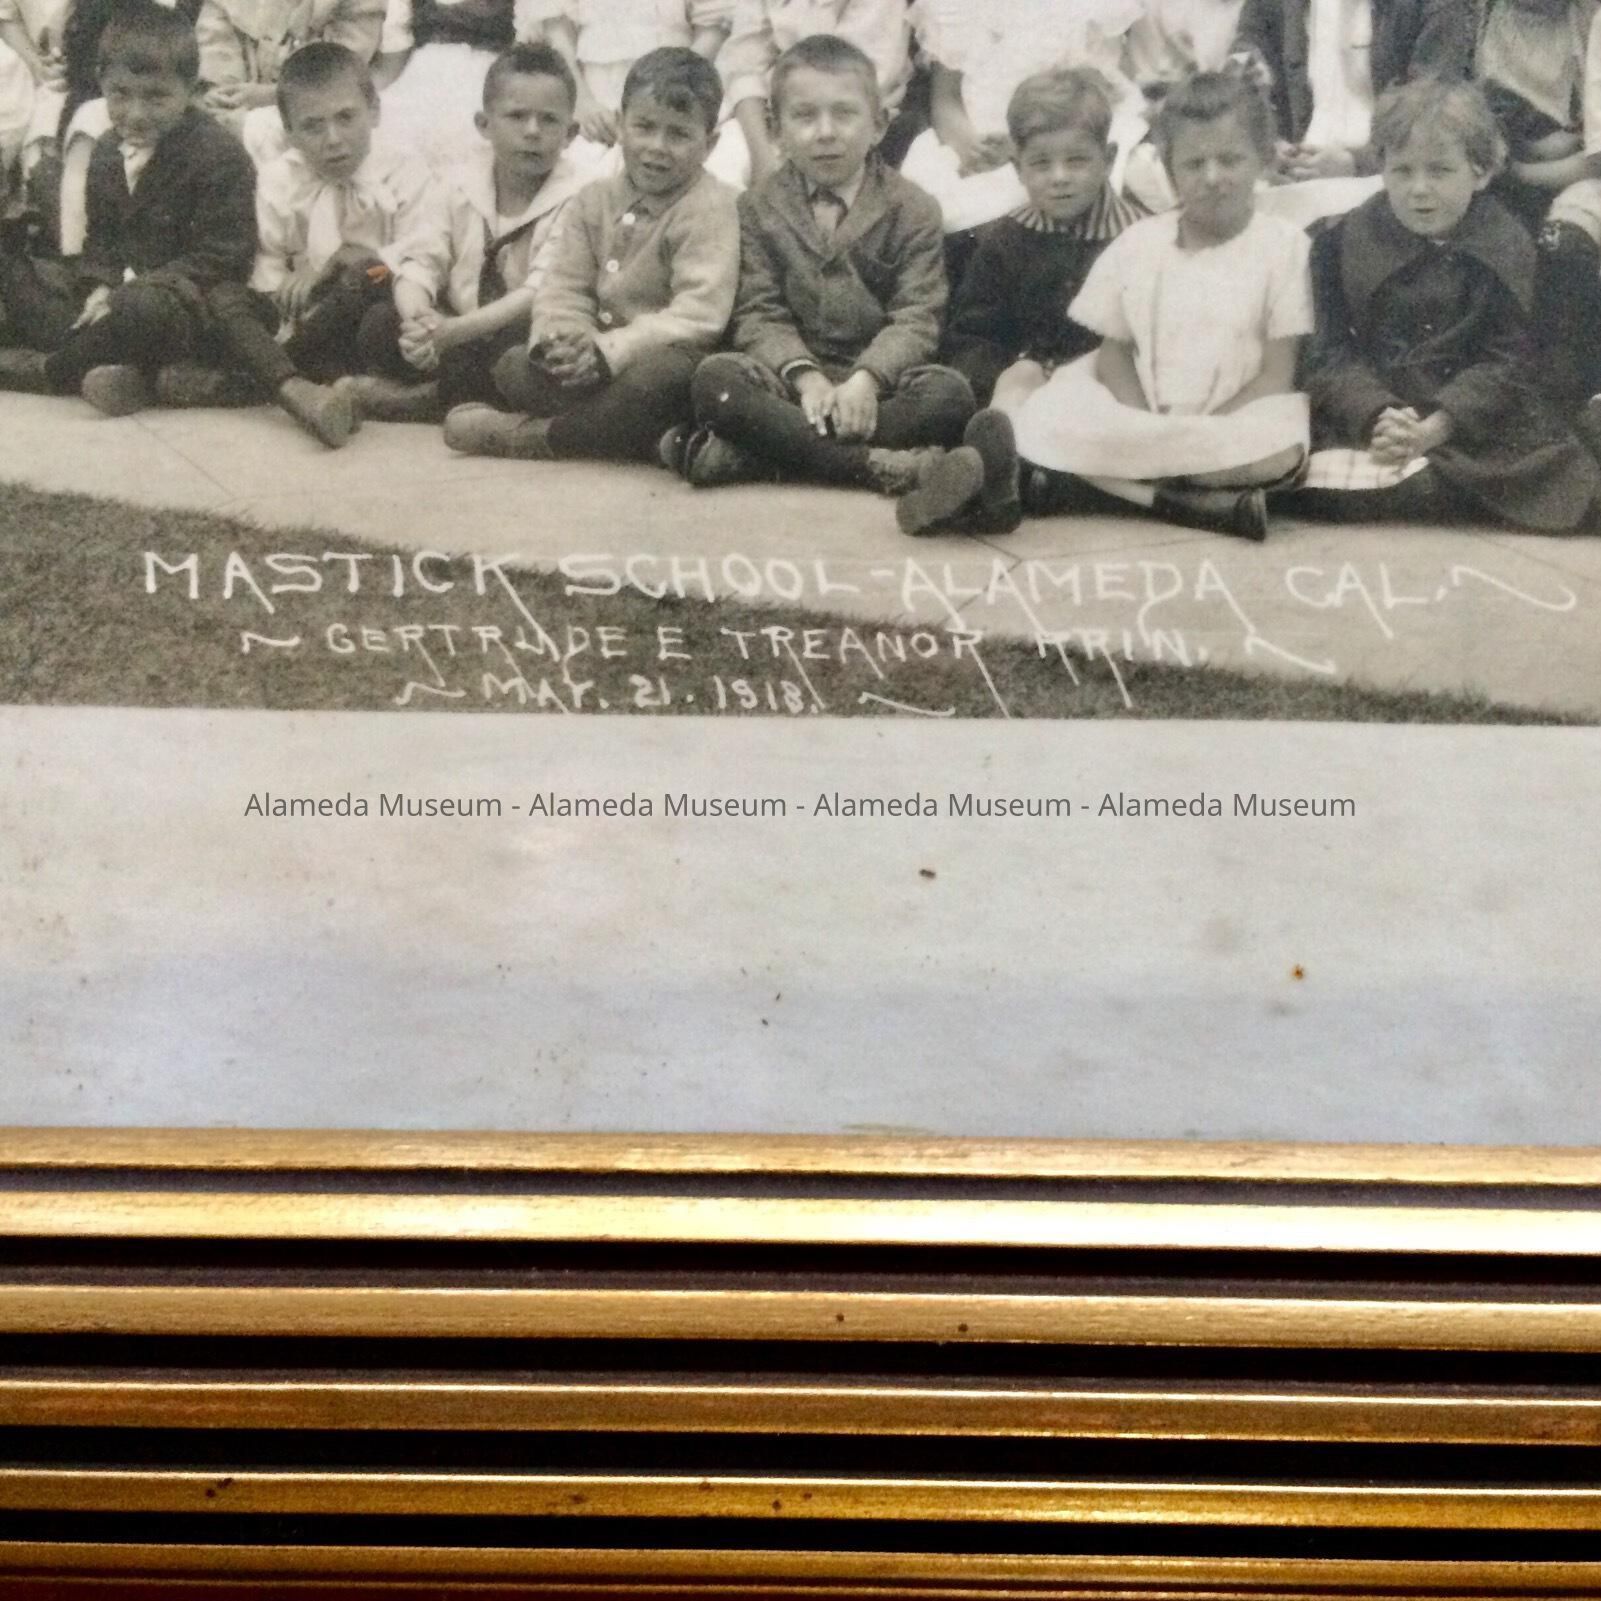 MASTICK SCHOOL - ALAMEDA CAL.
GERTRUDE E TREANOR PRIN.
MAY. 21. 1918.
Alameda Museum - Alameda Museum - Alameda Museum - Alameda Museum